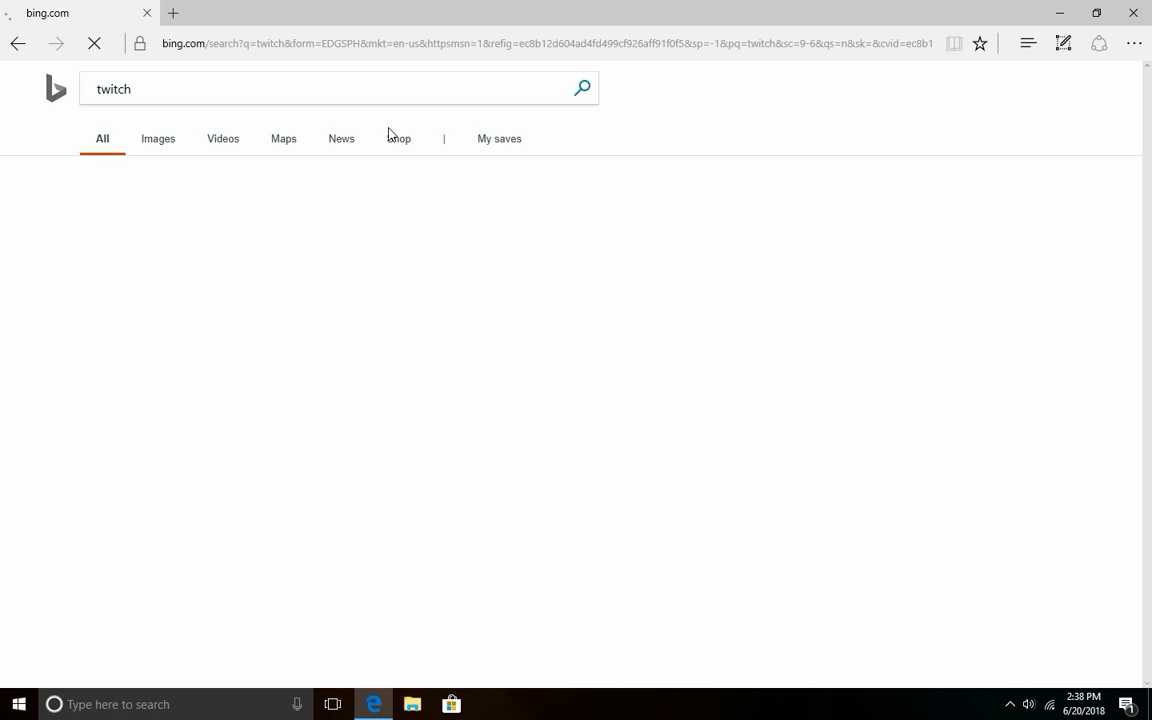 bing.com
bing.com/search?q=twitch&form=EDGSPH&mkt=en-us&httpsmsn=1&refig=ec8b12d604ad4fd499cf926aff91f0f5&sp=-1&pq=twitch&sc=9-6&qs=n&sk=&cvid=ec8b1
twitch
All Images Videos Maps News Shop | My saves
Type here to search
2:38 PM
6/20/2018
1